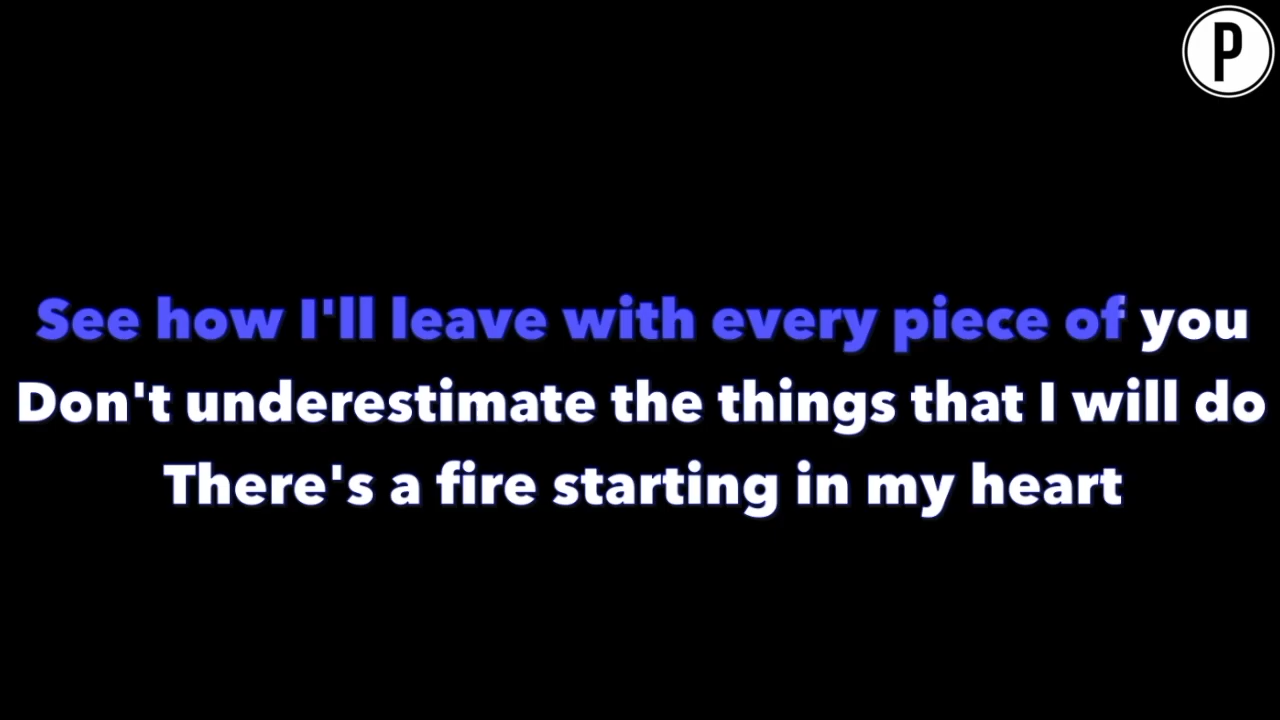 P
See how I'll leave with every piece of you
Don't underestimate the things that I will do
There's a fire starting in my heart